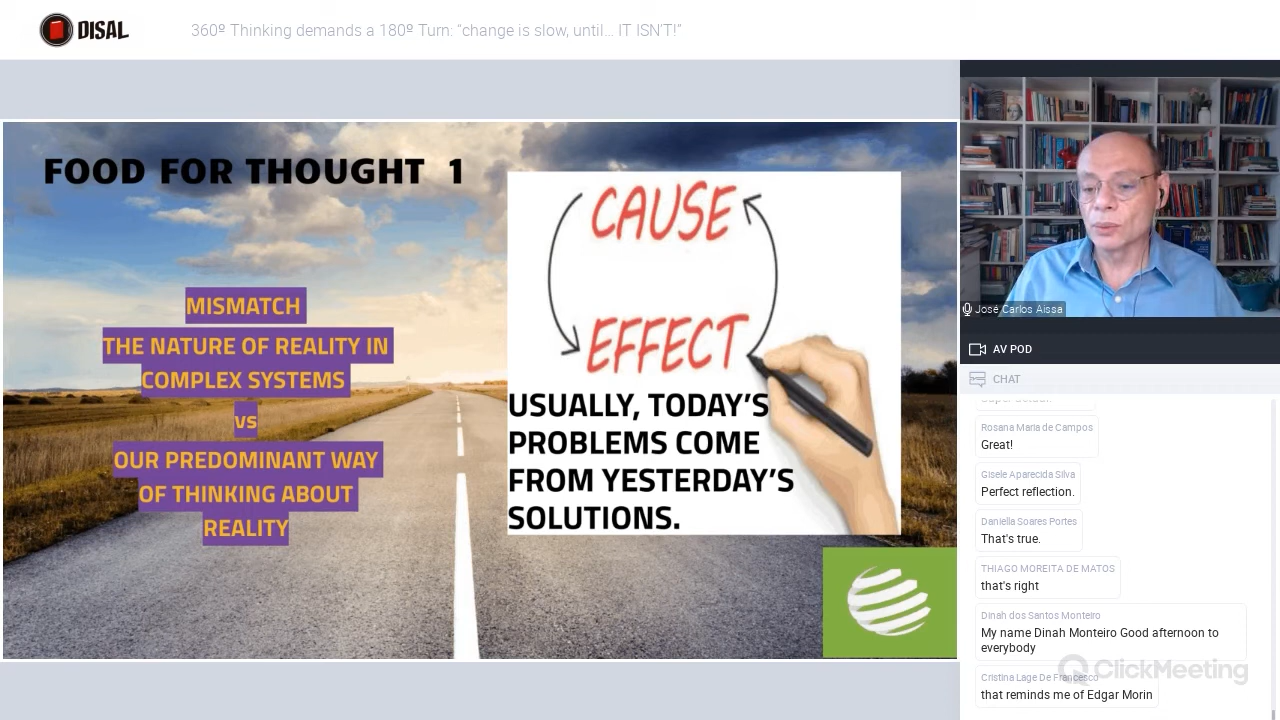 DISAL
360º Thinking demands a 180º Turn: “change is slow, until... IT ISN’T!”
FOOD FOR THOUGHT 1
MISMATCH
THE NATURE OF REALITY IN
COMPLEX SYSTEMS
vs
OUR PREDOMINANT WAY
OF THINKING ABOUT
REALITY
CAUSE
EFFECT
USUALLY, TODAY’S
PROBLEMS COME
FROM YESTERDAY’S
SOLUTIONS.
José Carlos Aissa
AV POD
CHAT
Rosana Maria de Campos
Great!
Gisele Aparecida Silva
Perfect reflection.
Daniella Soares Portes
That's true.
THIAGO MOREITA DE MATOS
that's right
Dinah dos Santos Monteiro
My name Dinah Monteiro Good afternoon to
everybody
Cristina Lage De Francesco
that reminds me of Edgar Morin
ClickMeeting